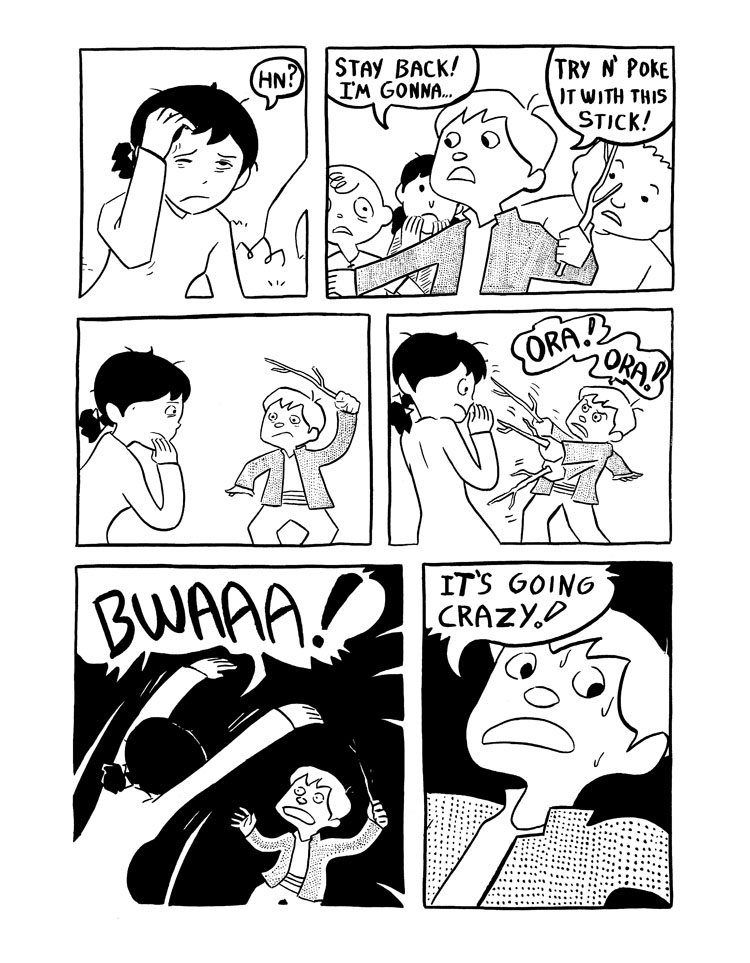 HN?
STAY BACK!
I'M GONNA...
TRY N' POKE
IT WITH THIS
STICK!
ORA!
ORA!
BWAAA!
IT'S GOING
CRAZY!